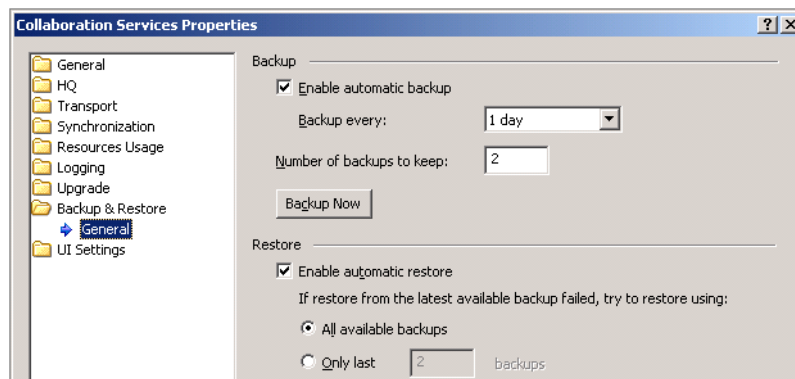 Collaboration Services Properties
General
HQ
Transport
Synchronization
Resources Usage
Logging
Upgrade
Backup & Restore
General
UI Settings
Backup
Enable automatic backup
Backup every: 1 day
Number of backups to keep: 2
Backup Now
Restore
Enable automatic restore
If restore from the latest available backup failed, try to restore using:
All available backups
Only last 2 backups